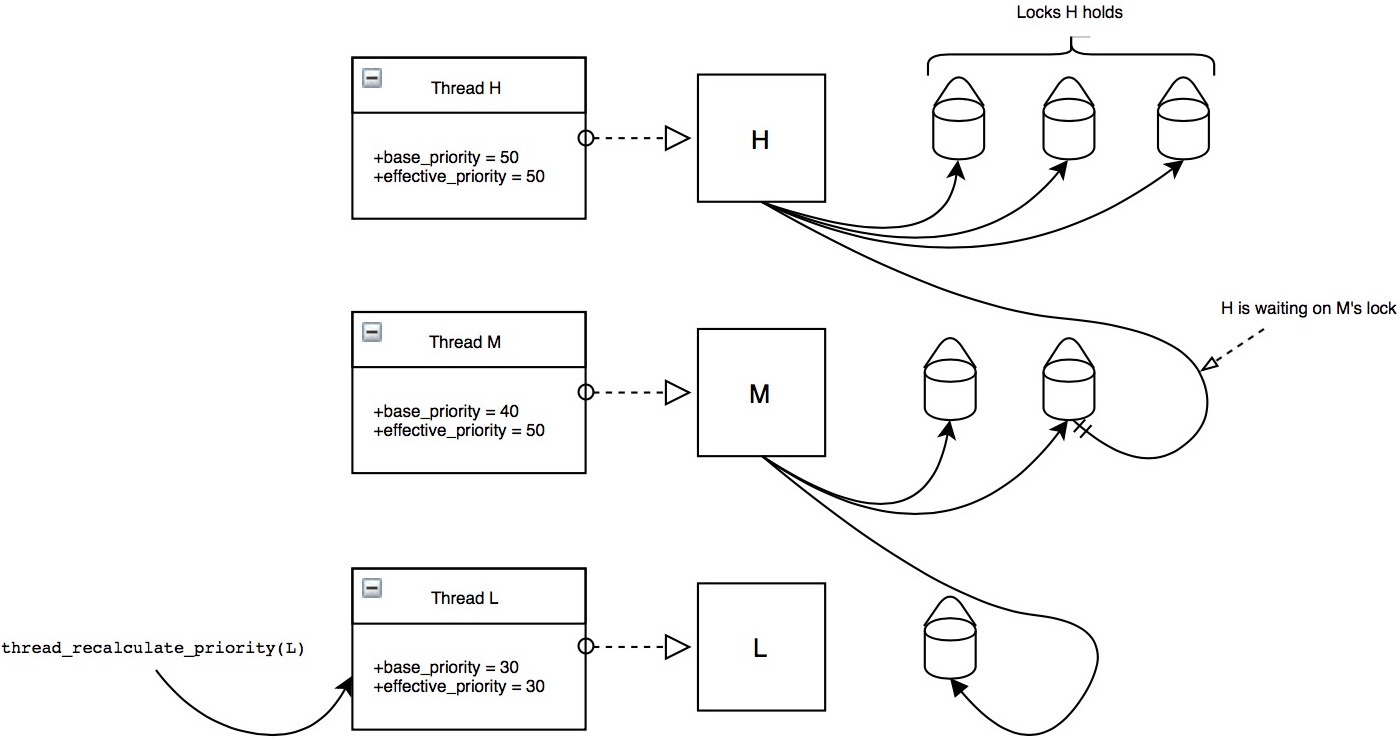 Locks H holds
Thread H
+base_priority = 50
+effective_priority = 50
H
H is waiting on M's lock
Thread M
+base_priority = 40
+effective_priority = 50
M
Thread L
+base_priority = 30
+effective_priority = 30
L
thread_recalculate_priority(L)